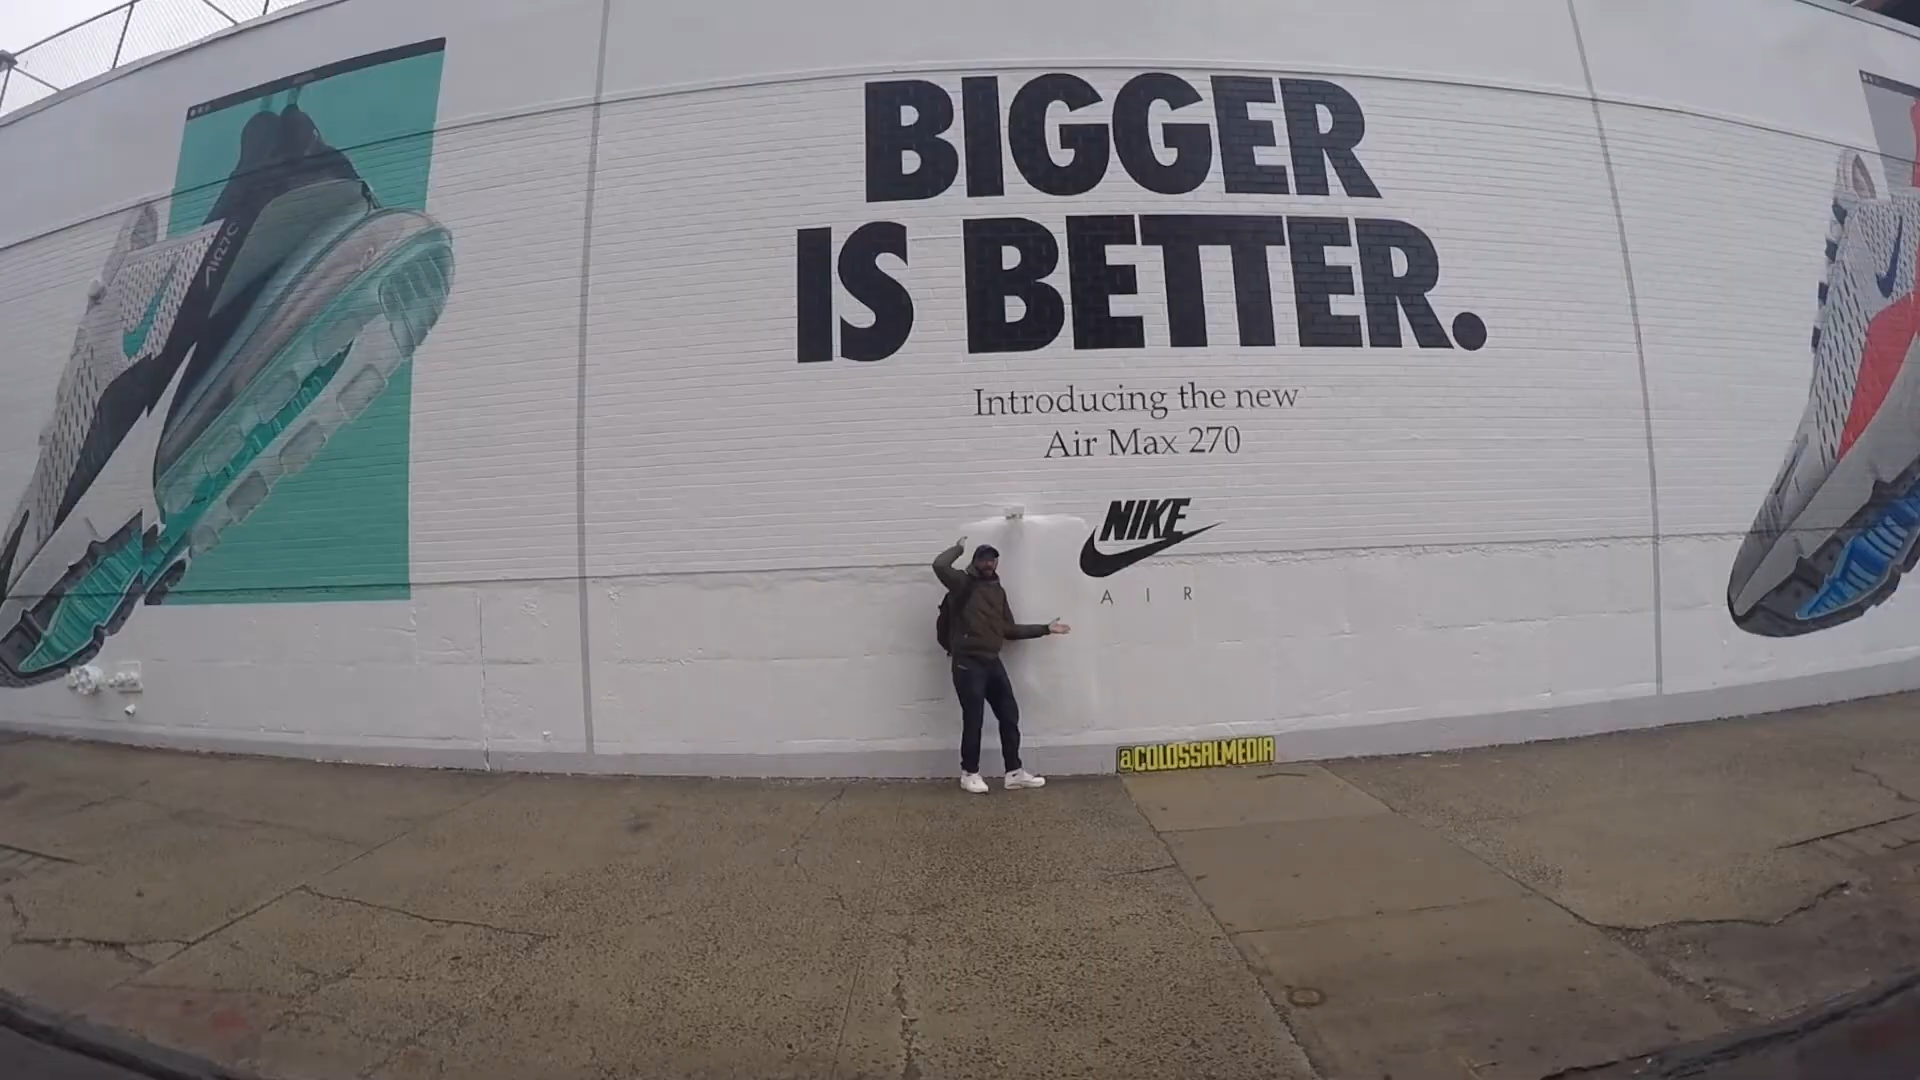 BIGGER
IS BETTER.
Introducing the new
Air Max 270
NIKE
AIR
@COLOSSALMEDIA